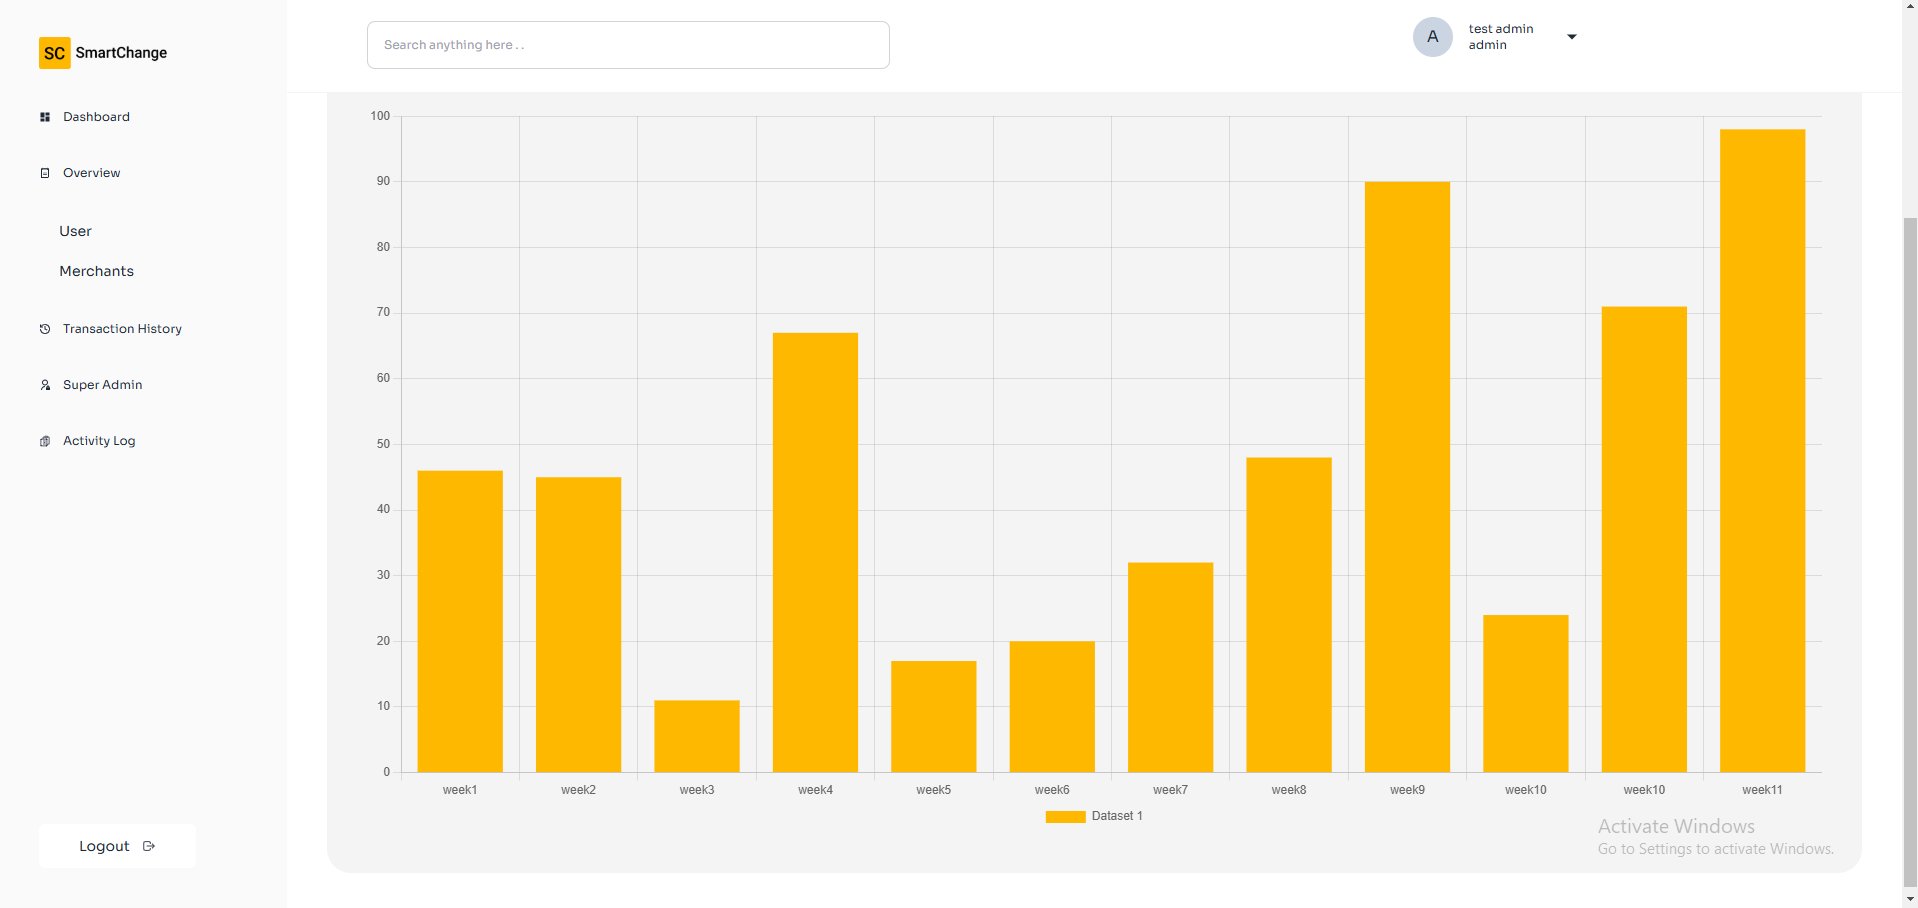 SC SmartChange
Dashboard
Overview
User
Merchants
Transaction History
Super Admin
Activity Log
Logout
Search anything here . .
A
test admin
admin
100
90
80
70
60
50
40
30
20
10
0
week1 week2 week3 week4 week5 week6 week7 week8 week9 week10 week10 week11
Dataset 1
Activate Windows
Go to Settings to activate Windows.